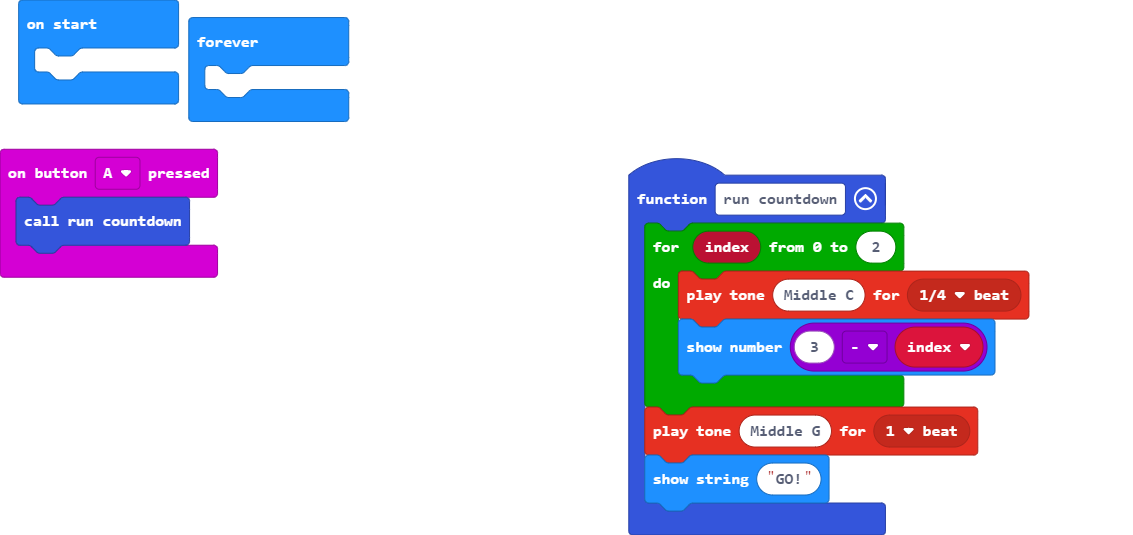 on start
forever
on button A pressed
call run countdown
function run countdown
for index from 0 to 2
do
play tone Middle C for 1/4 beat
show number 3 - index
play tone Middle G for 1 beat
show string "GO!"